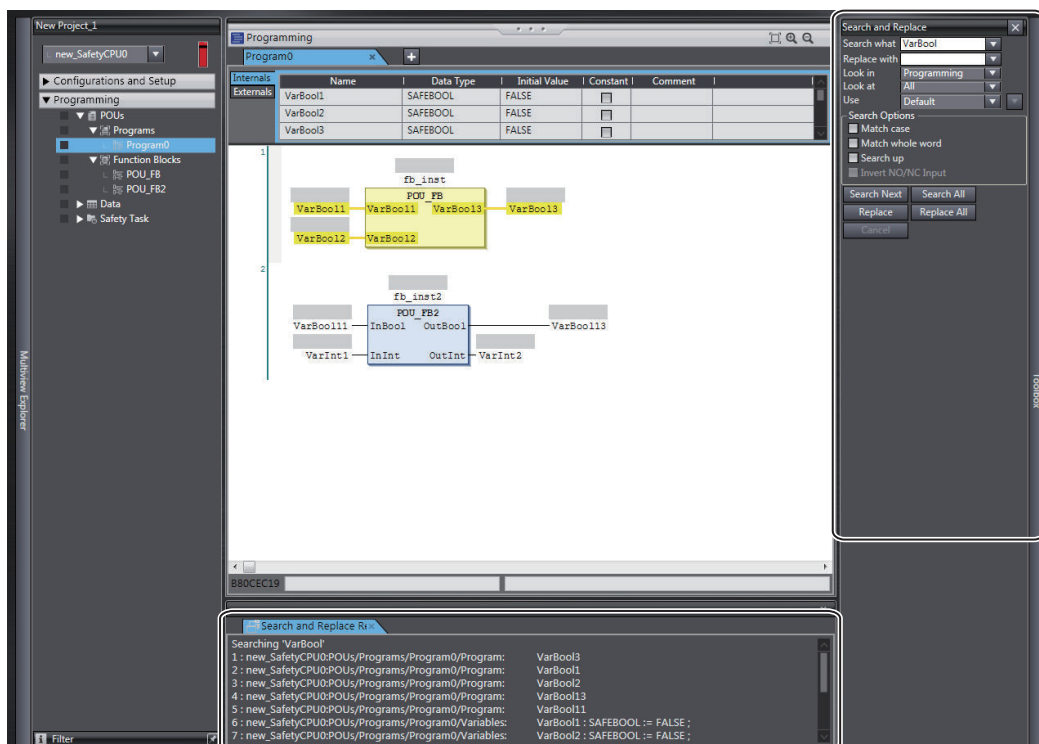 New Project_1
new_SafetyCPU0
Configurations and Setup
Programming
POUs
Programs
Program0
Function Blocks
POU_FB
POU_FB2
Data
Safety Task
Multiview Explorer
Filter
Programming
Program0
Internals
Externals
Name Data Type Initial Value Constant Comment
VarBool1 SAFEBOOL FALSE
VarBool2 SAFEBOOL FALSE
VarBool3 SAFEBOOL FALSE
1
fb_inst
POU_FB
VarBool1 VarBool1 VarBool3 VarBool3
VarBool2 VarBool2
2
fb_inst2
POU_FB2
VarBool11 InBool OutBool VarBool13
VarInt1 InInt OutInt VarInt2
B80CEC19
Search and Replace Re
Searching 'VarBool'
1 : new_SafetyCPU0:POUs/Programs/Program0/Program: VarBool3
2 : new_SafetyCPU0:POUs/Programs/Program0/Program: VarBool1
3 : new_SafetyCPU0:POUs/Programs/Program0/Program: VarBool2
4 : new_SafetyCPU0:POUs/Programs/Program0/Program: VarBool13
5 : new_SafetyCPU0:POUs/Programs/Program0/Program: VarBool11
6 : new_SafetyCPU0:POUs/Programs/Program0/Variables: VarBool1 : SAFEBOOL := FALSE ;
7 : new_SafetyCPU0:POUs/Programs/Program0/Variables: VarBool2 : SAFEBOOL := FALSE ;
Search and Replace
Search what VarBool
Replace with
Look in Programming
Look at All
Use Default
Search Options
Match case
Match whole word
Search up
Invert NO/NC Input
Search Next Search All
Replace Replace All
Cancel
Toolbox